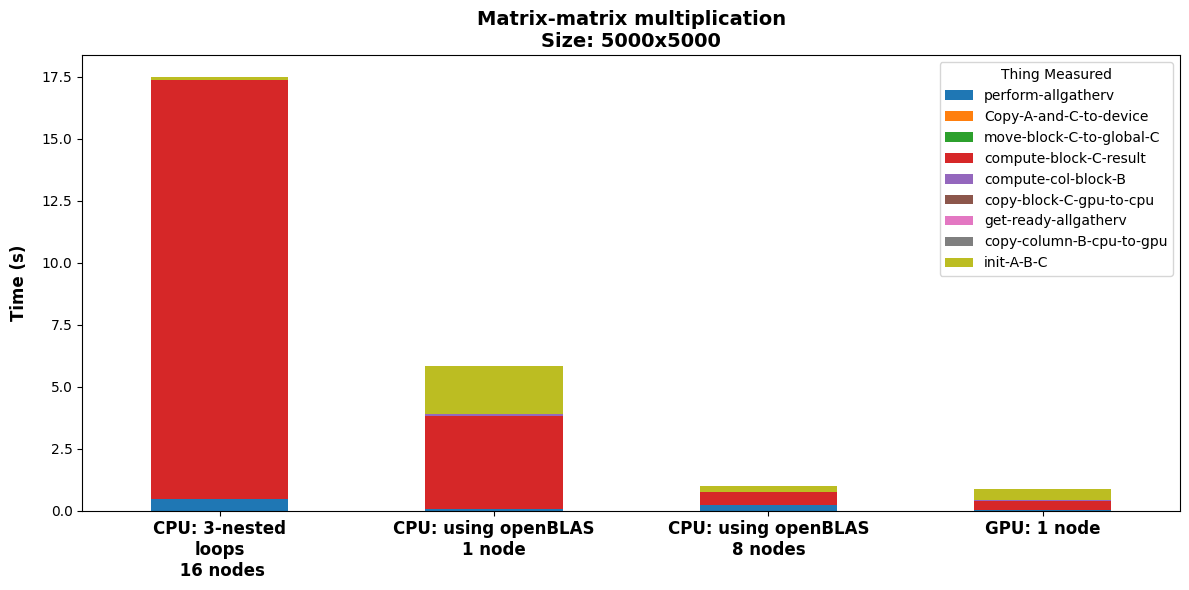 Matrix-matrix multiplication
Size: 5000x5000
Time (s)
17.5
15.0
12.5
10.0
7.5
5.0
2.5
0.0
Thing Measured
perform-allgatherv
Copy-A-and-C-to-device
move-block-C-to-global-C
compute-block-C-result
compute-col-block-B
copy-block-C-gpu-to-cpu
get-ready-allgatherv
copy-column-B-cpu-to-gpu
init-A-B-C
CPU: 3-nested
loops
16 nodes
CPU: using openBLAS
1 node
CPU: using openBLAS
8 nodes
GPU: 1 node